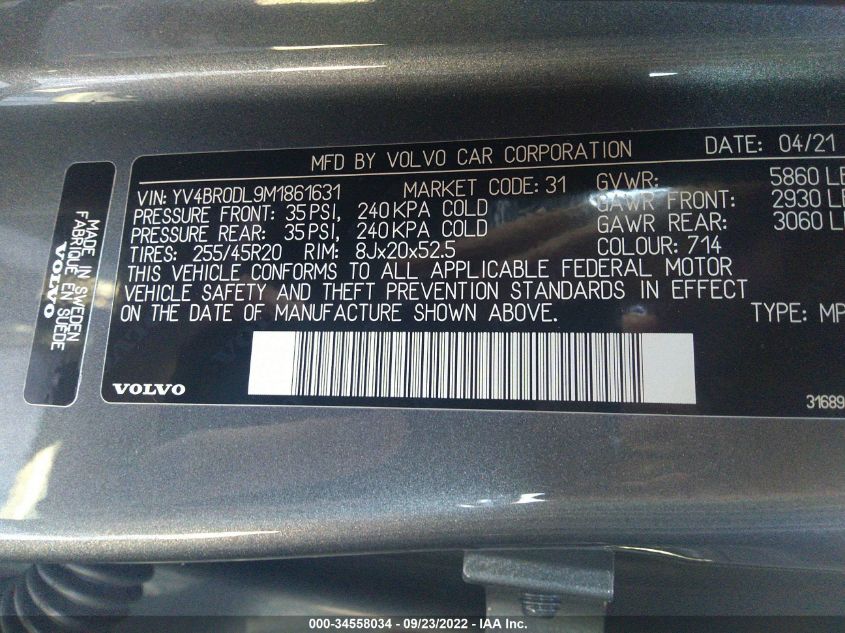 MFD BY VOLVO CAR CORPORATION DATE: 04/21
VIN: YV4BR0DL9M1861631 MARKET CODE: 31 GVWR: 5860 LB
PRESSURE FRONT: 35 PSI, 240 KPA COLD GAWR FRONT: 2930 LB
PRESSURE REAR: 35 PSI, 240 KPA COLD GAWR REAR: 3060 L
TIRES: 255/45R20 RIM: 8Jx20x52.5 COLOUR: 714
THIS VEHICLE CONFORMS TO ALL APPLICABLE FEDERAL MOTOR
VEHICLE SAFETY AND THEFT PREVENTION STANDARDS IN EFFECT
ON THE DATE OF MANUFACTURE SHOWN ABOVE. TYPE: MP
VOLVO
31689
MADE IN SWEDEN
FABRIQUE EN SUEDE
VOLVO
000-34558034 - 09/23/2022 - IAA Inc.